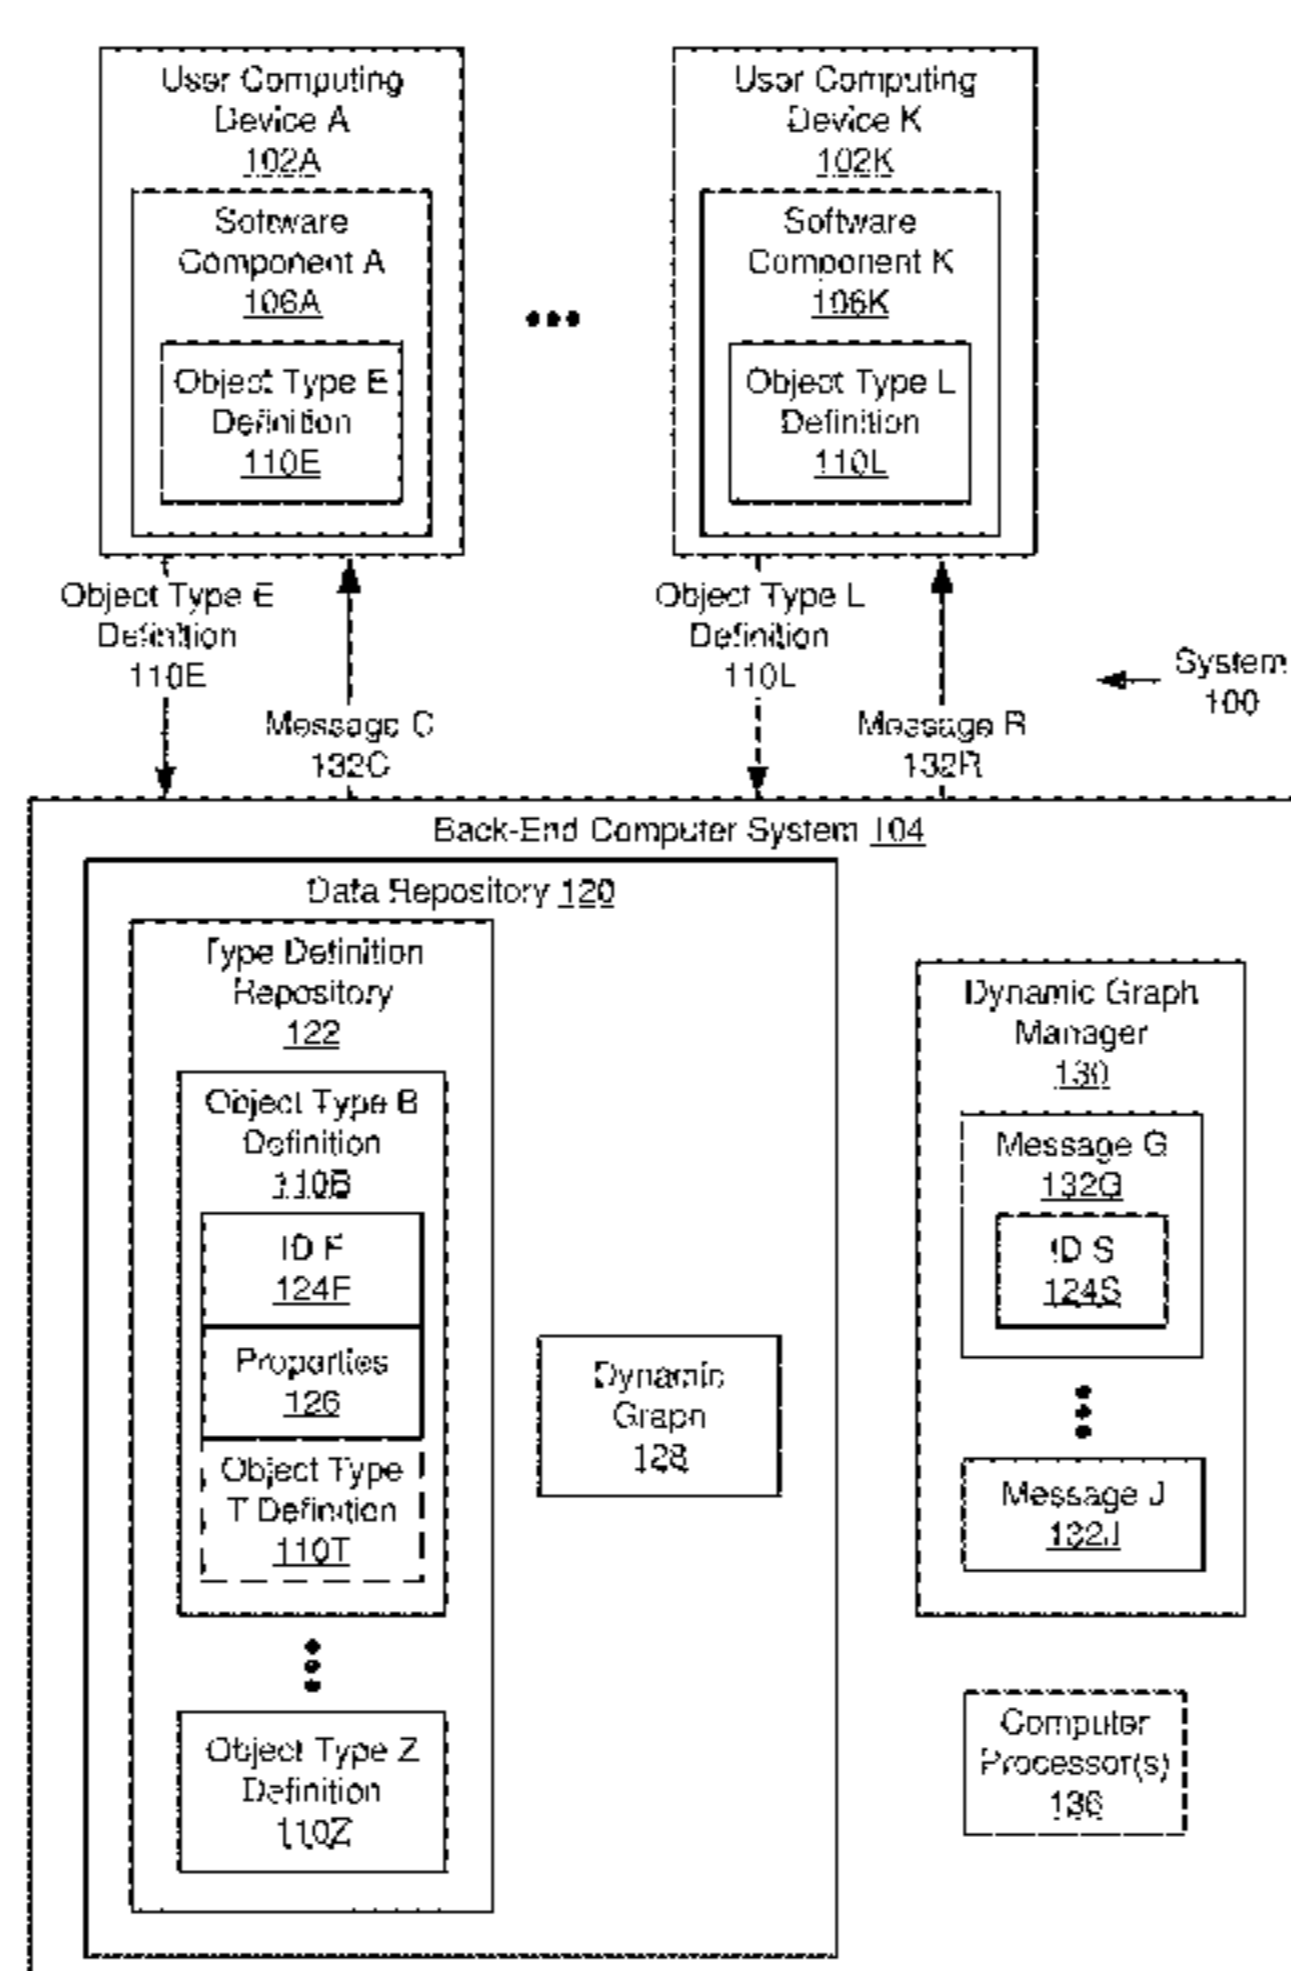 User Computing
Device A
102A
Software
Component A
106A
Object Type E
Definition
110E
User Computing
Device K
102K
Software
Component K
106K
Object Type L
Definition
110L
Object Type E
Definition
110E
Message C
132C
Object Type L
Definition
110L
Message R
132R
System
100
Back-End Computer System 104
Data Repository 120
Type Definition
Repository
122
Object Type B
Definition
110B
ID F
124F
Properties
126
Object Type
T Definition
110T
Object Type Z
Definition
110Z
Dynamic
Graph
128
Dynamic Graph
Manager
130
Message G
132G
ID S
124S
Message J
132J
Computer
Processor(s)
136